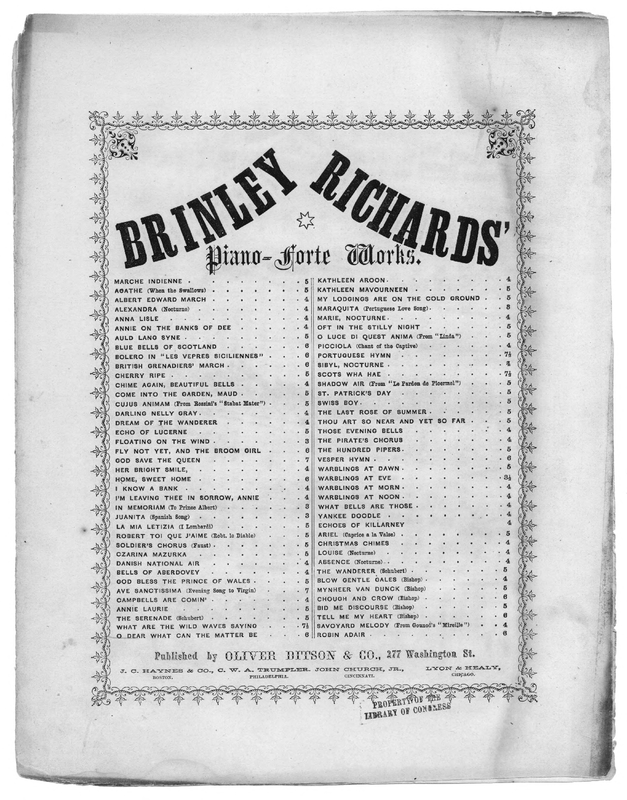 BRINLEY RICHARDS'
Piano-Forte Works.
MARCHE INDIENNE . . . 5
AGATHE (When the Swallows) . . . 5
ALBERT EDWARD MARCH . . . 4
ALEXANDRA (Nocturne) . . . 4
ANNA LISLE . . . 4
ANNIE ON THE BANKS OF DEE . . . 4
AULD LANG SYNE . . . 5
BLUE BELLS OF SCOTLAND . . . 6
BOLERO IN "LES VEPRES SICILIENNES" . . . 6
BRITISH GRENADIERS' MARCH . . . 6
CHERRY RIPE . . . 5
CHIME AGAIN, BEAUTIFUL BELLS . . . 4
COME INTO THE GARDEN, MAUD . . . 5
CUJUS ANIMAM (From Rossini's "Stabat Mater") . . . 5
DARLING NELLY GRAY . . . 4
DREAM OF THE WANDERER . . . 4
ECHO OF LUCERNE . . . 5
FLOATING ON THE WIND . . . 3
FLY NOT YET, AND THE BROOM GIRL . . . 6
GOD SAVE THE QUEEN . . . 7
HER BRIGHT SMILE, . . . 4
HOME, SWEET HOME . . . 6
I KNOW A BANK . . . 4
I'M LEAVING THEE IN SORROW, ANNIE . . . 4
IN MEMORIAM (To Prince Albert) . . . 3
JUANITA (Spanish Song) . . . 3
LA MIA LETIZIA (I Lombardi) . . . 5
ROBERT TOI QUE J'AIME (Robt. le Diable) . . . 5
SOLDIER'S CHORUS (Faust) . . . 5
CZARINA MAZURKA . . . 5
DANISH NATIONAL AIR . . . 4
BELLS OF ABERDOVEY . . . 4
GOD BLESS THE PRINCE OF WALES . . . 5
AVE SANCTISSIMA (Evening Song to Virgin) . . . 7
CAMPBELLS ARE COMIN' . . . 4
ANNIE LAURIE . . . 5
THE SERENADE (Schubert) . . . 5
WHAT ARE THE WILD WAVES SAYING . . . 7½
O DEAR WHAT CAN THE MATTER BE . . . 6
KATHLEEN AROON . . . 4
KATHLEEN MAVOURNEEN . . . 5
MY LODGINGS ARE ON THE COLD GROUND . . . 5
MARAQUITA (Portuguese Love Song) . . . 3
MARIE, NOCTURNE . . . 4
OFT IN THE STILLY NIGHT . . . 5
O LUCE DI QUEST ANIMA (From "Linda") . . . 5
PICCIOLA (Chant of the Captive) . . . 4
PORTUGUESE HYMN . . . 7½
SIBYL, NOCTURNE . . . 4
SCOTS WHA HAE . . . 7½
SHADOW AIR (From "Le Pardon de Ploermel") . . . 5
ST. PATRICK'S DAY . . . 5
SWISS BOY . . . 5
THE LAST ROSE OF SUMMER . . . 5
THOU ART SO NEAR AND YET SO FAR . . . 5
THOSE EVENING BELLS . . . 4
THE PIRATE'S CHORUS . . . 4
THE HUNDRED PIPERS . . . 5
VESPER HYMN . . . 6
WARBLINGS AT DAWN . . . 5
WARBLINGS AT EVE . . . 3½
WARBLINGS AT MORN . . . 4
WARBLINGS AT NOON . . . 4
WHAT BELLS ARE THOSE . . . 4
YANKEE DOODLE . . . 4
ECHOES OF KILLARNEY . . . 4
ARIEL (Caprice a la Valse) . . . 5
CHRISTMAS CHIMES . . . 4
LOUISE (Nocturne) . . . 4
ABSENCE (Nocturne) . . . 4
THE WANDERER (Schubert) . . . 5
BLOW GENTLE GALES (Bishop) . . . 4
MYNHEER VAN DUNCK (Bishop) . . . 5
CHOUGH AND CROW (Bishop) . . . 6
BID ME DISCOURSE (Bishop) . . . 5
TELL ME MY HEART (Bishop) . . . 6
SAVOYARD MELODY (From Gounod's "Mireille") . . . 4
ROBIN ADAIR . . . 6
Published by OLIVER DITSON & CO., 277 Washington St.
J. C. HAYNES & CO., C. W. A. TRUMPLER. JOHN CHURCH, JR., LYON & HEALY,
BOSTON. PHILADELPHIA. CINCINNATI. CHICAGO.
PROPERTY OF THE
LIBRARY OF CONGRESS